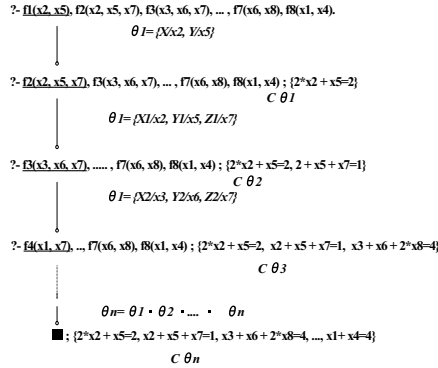 ?- f1(x2, x5), f2(x2, x5, x7), f3(x3, x6, x7), ... , f7(x6, x8), f8(x1, x4).
θ1= {X/x2, Y/x5}
?- f2(x2, x5, x7), f3(x3, x6, x7), ... , f7(x6, x8), f8(x1, x4) ; {2*x2 + x5=2}
C θ1
θ1= {X1/x2, Y1/x5, Z1/x7}
?- f3(x3, x6, x7), ..... , f7(x6, x8), f8(x1, x4) ; {2*x2 + x5=2, 2 + x5 + x7=1}
C θ2
θ1= {X2/x3, Y2/x6, Z2/x7}
?- f4(x1, x7), .., f7(x6, x8), f8(x1, x4) ; {2*x2 + x5=2, x2 + x5 + x7=1, x3 + x6 + 2*x8=4}
C θ3
θn= θ1 · θ2 · .... · θn
■ ; {2*x2 + x5=2, x2 + x5 + x7=1, x3 + x6 + 2*x8=4, ..., x1+ x4=4}
C θn